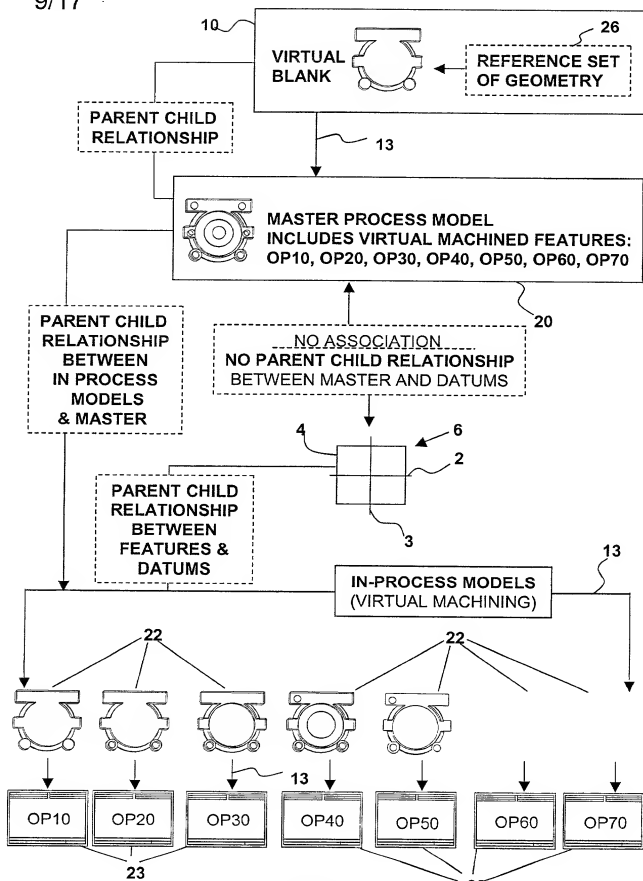 9/17
10
VIRTUAL
BLANK
26
REFERENCE SET
OF GEOMETRY
PARENT CHILD
RELATIONSHIP
13
MASTER PROCESS MODEL
INCLUDES VIRTUAL MACHINED FEATURES:
OP10, OP20, OP30, OP40, OP50, OP60, OP70
20
PARENT CHILD
RELATIONSHIP
BETWEEN
IN PROCESS
MODELS
& MASTER
NO ASSOCIATION
NO PARENT CHILD RELATIONSHIP
BETWEEN MASTER AND DATUMS
4
6
2
3
PARENT CHILD
RELATIONSHIP
BETWEEN
FEATURES &
DATUMS
IN-PROCESS MODELS
(VIRTUAL MACHINING)
13
22
22
13
OP10
OP20
OP30
OP40
OP50
OP60
OP70
23